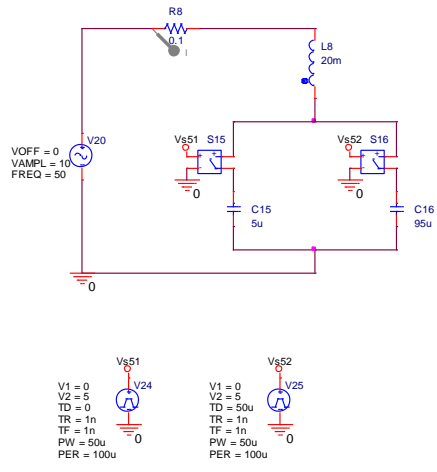 R8
0.1
I
L8
20m
V20
VOFF = 0
VAMPL = 10
FREQ = 50
Vs51
S15
+ +
- -
0
C15
5u
Vs52
S16
+ +
- -
0
C16
95u
0
Vs51
V24
V1 = 0
V2 = 5
TD = 0
TR = 1n
TF = 1n
PW = 50u
PER = 100u
0
Vs52
V25
V1 = 0
V2 = 5
TD = 50u
TR = 1n
TF = 1n
PW = 50u
PER = 100u
0